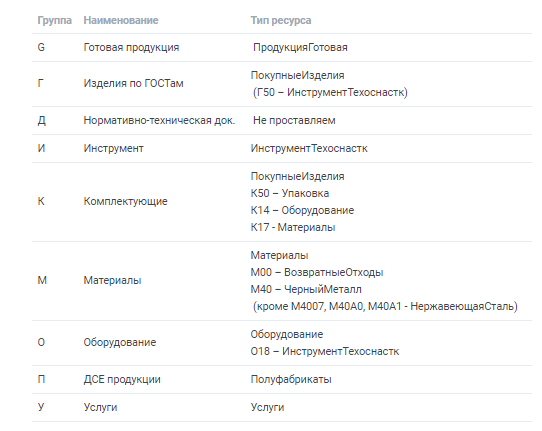 Группа Наименование Тип ресурса
G Готовая продукция ПродукцияГотовая
Г Изделия по ГОСТам ПокупныеИзделия
(Г50 – ИнструментТехоснастк)
Д Нормативно-техническая док. Не проставляем
И Инструмент ИнструментТехоснастк
К Комплектующие ПокупныеИзделия
К50 – Упаковка
К14 – Оборудование
К17 - Материалы
М Материалы Материалы
М00 – ВозвратныеОтходы
М40 – ЧерныйМеталл
(кроме М4007, М40А0, М40А1 - НержавеющаяСталь)
О Оборудование Оборудование
О18 – ИнструментТехоснастк
П ДСЕ продукции Полуфабрикаты
У Услуги Услуги